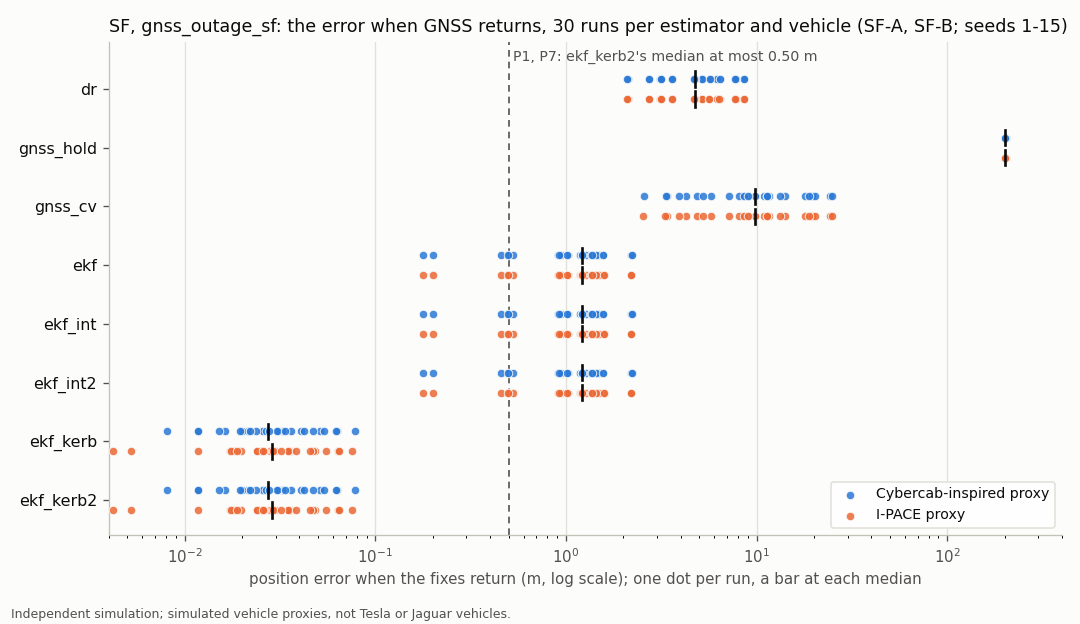 SF, gnss_outage_sf: the error when GNSS returns, 30 runs per estimator and vehicle (SF-A, SF-B; seeds 1-15)
P1, P7: ekf_kerb2's median at most 0.50 m
dr
gnss_hold
gnss_cv
ekf
ekf_int
ekf_int2
ekf_kerb
ekf_kerb2
Cybercab-inspired proxy
I-PACE proxy
10⁻² 10⁻¹ 10⁰ 10¹ 10²
position error when the fixes return (m, log scale); one dot per run, a bar at each median
Independent simulation; simulated vehicle proxies, not Tesla or Jaguar vehicles.